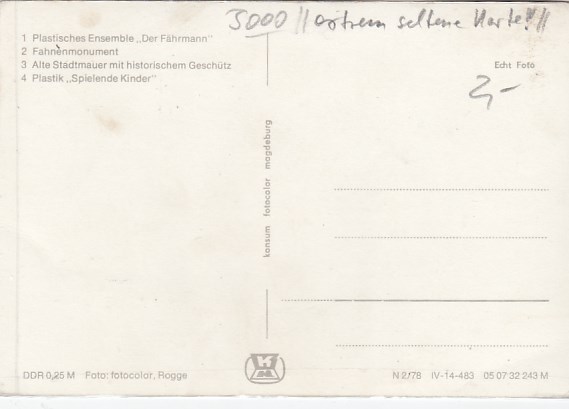 3000 // extrem seltene Karte!! //
1 Plastisches Ensemble „Der Fährmann"
2 Fahnenmonument
3 Alte Stadtmauer mit historischem Geschütz
4 Plastik „Spielende Kinder"
Echt Foto
2,-
konsum fotocolor magdeburg
DDR 0,25 M Foto: fotocolor, Rogge
N 2/78 IV-14-483 05 07 32 243 M